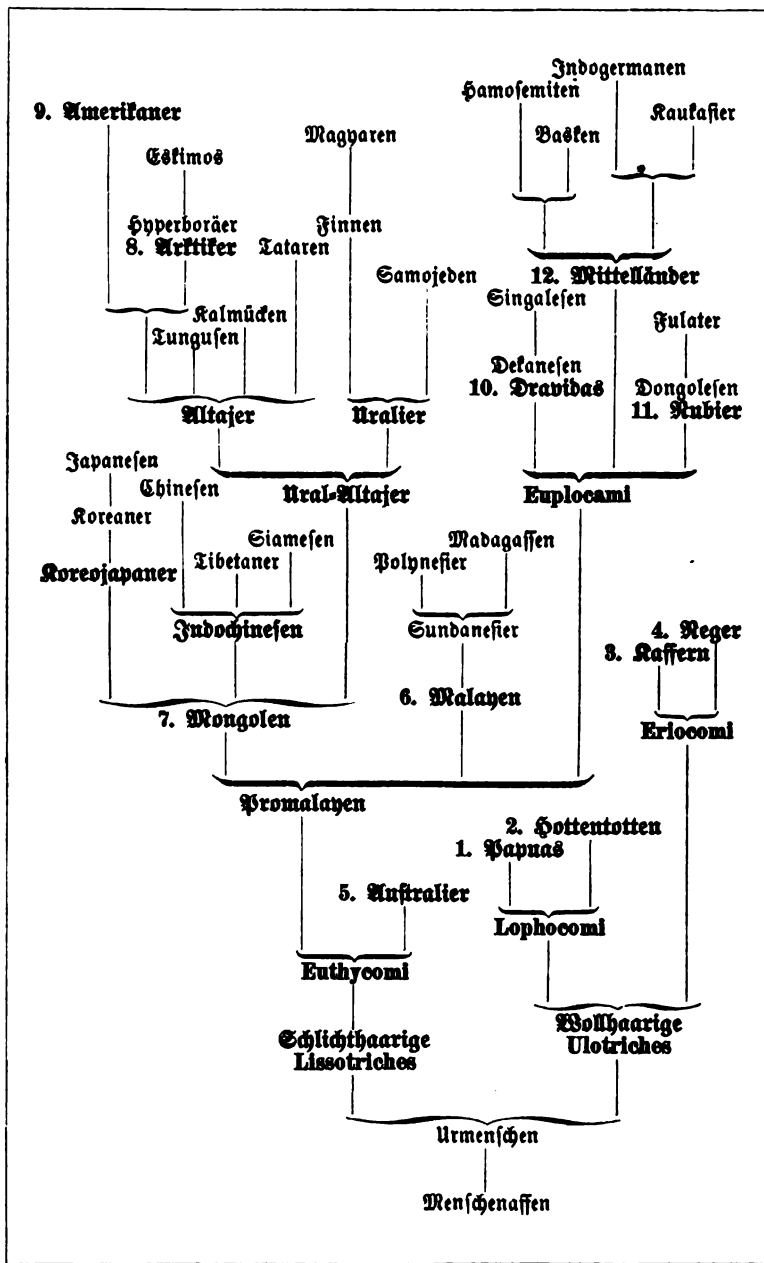 Indogermanen
Hamosemiten
9. Amerikaner
Kaukasier
Magyaren
Basken
Eskimos
Hyperboräer
Finnen
8. Arktiker
Tataren
12. Mittelländer
Samojeden
Singalesen
Kalmücken
Fulater
Tungusen
Dekanesen
10. Dravidas
Dongolesen
11. Nubier
Altajer
Uralier
Japanesen
Chinesen
Ural-Altajer
Euplocami
Koreaner
Siamesen
Madagassen
Tibetaner
Polynesier
Koreojapaner
Indochinesen
Sundanesier
4. Neger
3. Kaffern
6. Malayen
7. Mongolen
Eriocomi
Promalayen
2. Hottentotten
1. Papuas
5. Australier
Lophocomi
Euthycomi
Schlichthaarige
Lissotriches
Wollhaarige
Ulotriches
Urmenschen
Menschenaffen